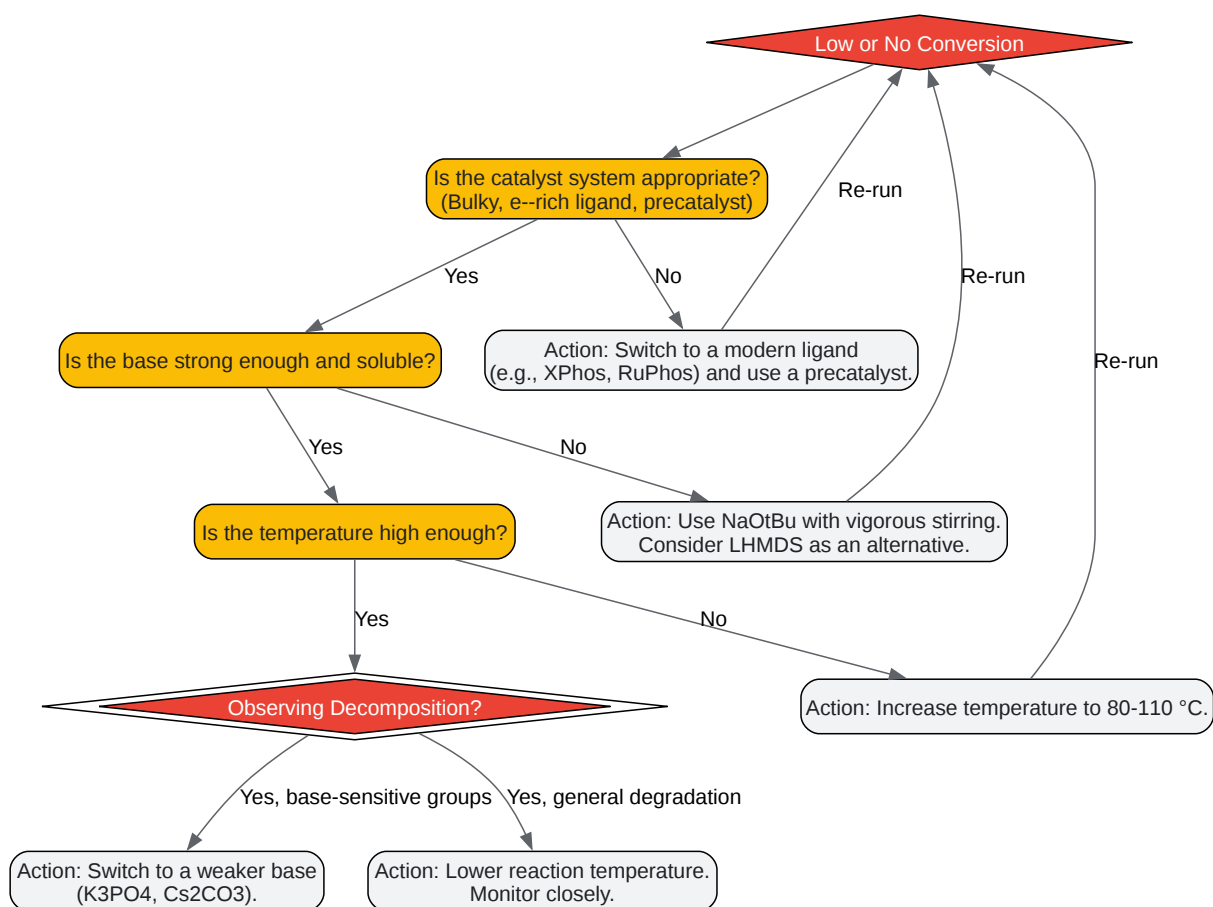 Low or No Conversion
Is the catalyst system appropriate?
(Bulky, e--rich ligand, precatalyst)
Re-run
Yes
No
Re-run
Is the base strong enough and soluble?
Action: Switch to a modern ligand
(e.g., XPhos, RuPhos) and use a precatalyst.
Re-run
Yes
No
Is the temperature high enough?
Action: Use NaOtBu with vigorous stirring.
Consider LHMDS as an alternative.
Yes
No
Observing Decomposition?
Action: Increase temperature to 80-110 °C.
Yes, base-sensitive groups
Yes, general degradation
Action: Switch to a weaker base
(K3PO4, Cs2CO3).
Action: Lower reaction temperature.
Monitor closely.